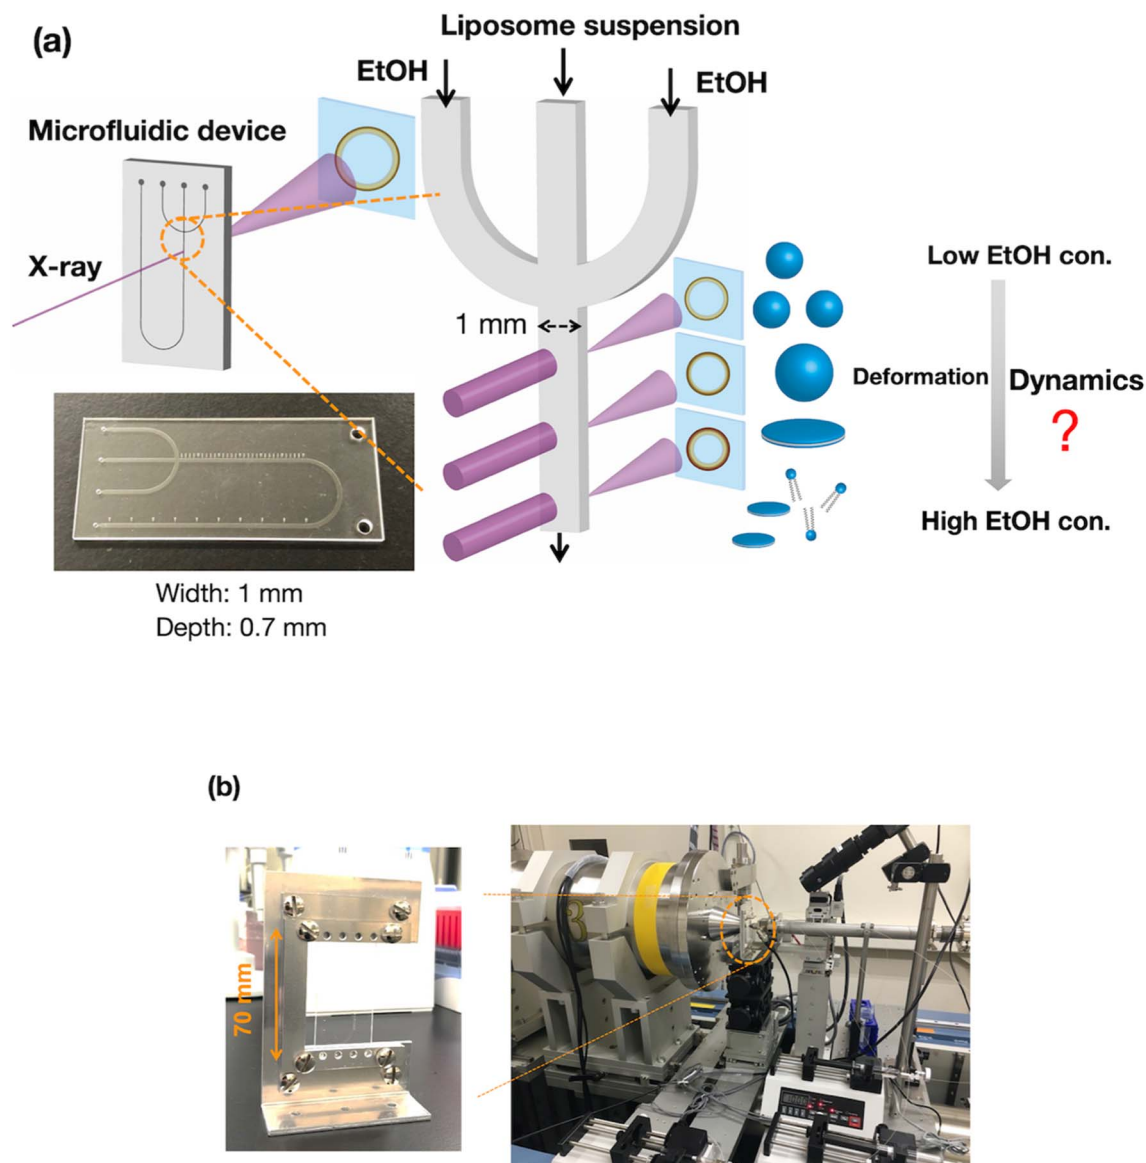 (a)
Liposome suspension
EtOH
EtOH
Microfluidic device
X-ray
1 mm
Low EtOH con.
Deformation
Dynamics
?
High EtOH con.
Width: 1 mm
Depth: 0.7 mm
(b)
70 mm
3